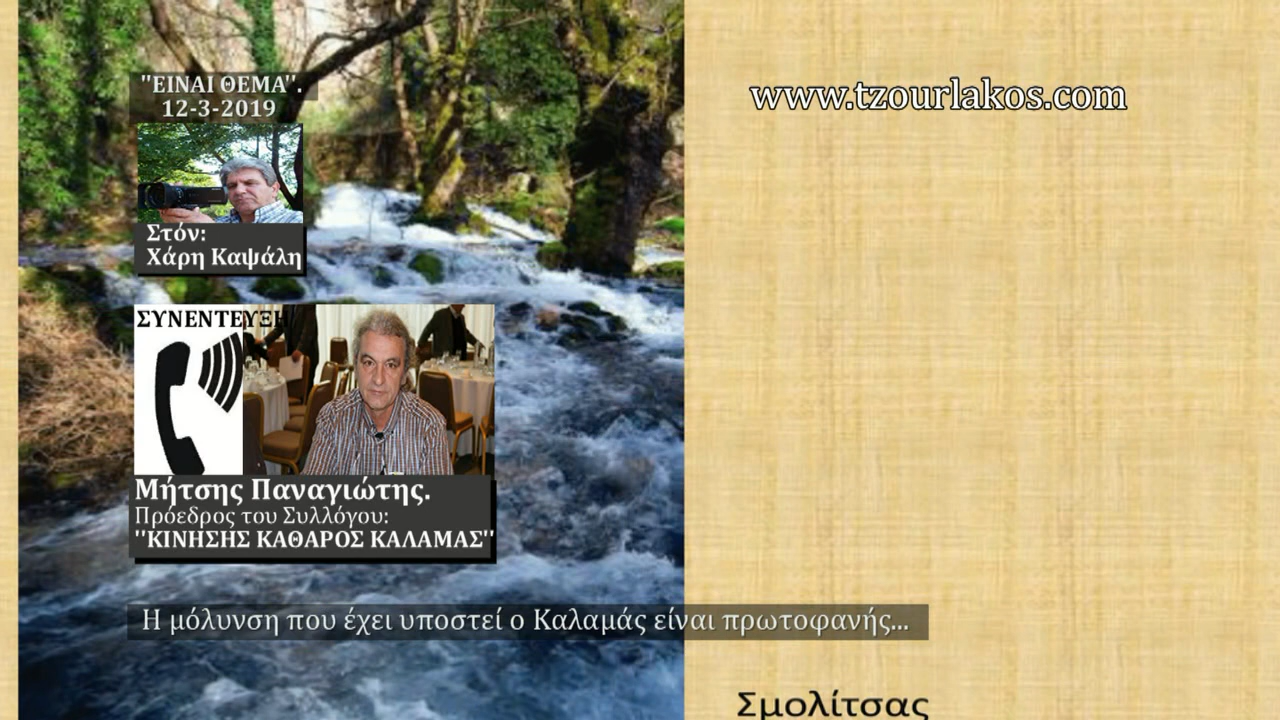 ''ΕΙΝΑΙ ΘΕΜΑ''.
12-3-2019
Στόν:
Χάρη Καψάλη
www.tzourlakos.com
ΣΥΝΕΝΤΕΥΞΗ
Μήτσης Παναγιώτης.
Πρόεδρος του Συλλόγου:
''ΚΙΝΗΣΗΣ ΚΑΘΑΡΟΣ ΚΑΛΑΜΑΣ''
Η μόλυνση που έχει υποστεί ο Καλαμάς είναι πρωτοφανής...
Σμολίτσας